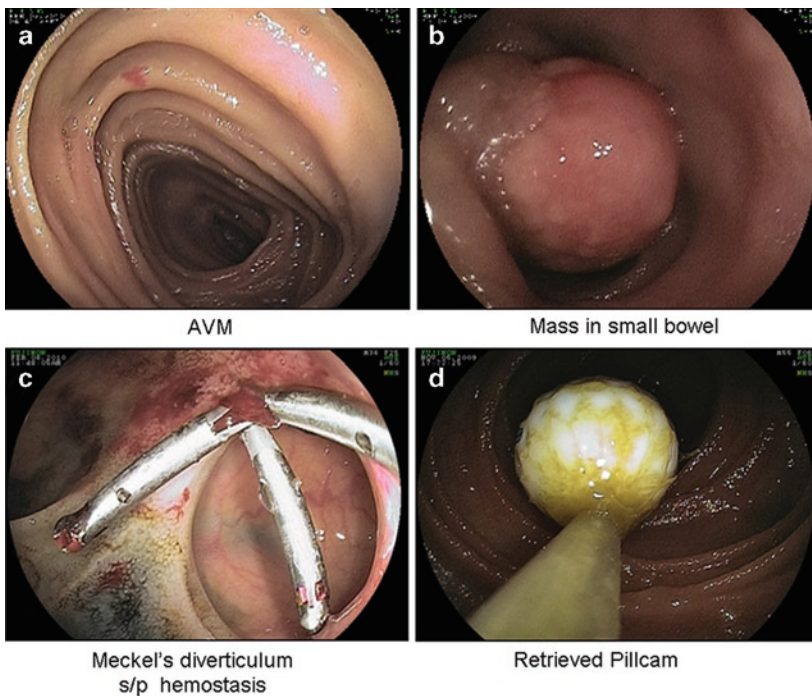 a
b
AVM
Mass in small bowel
c
d
Meckel's diverticulum
s/p hemostasis
Retrieved Pillcam